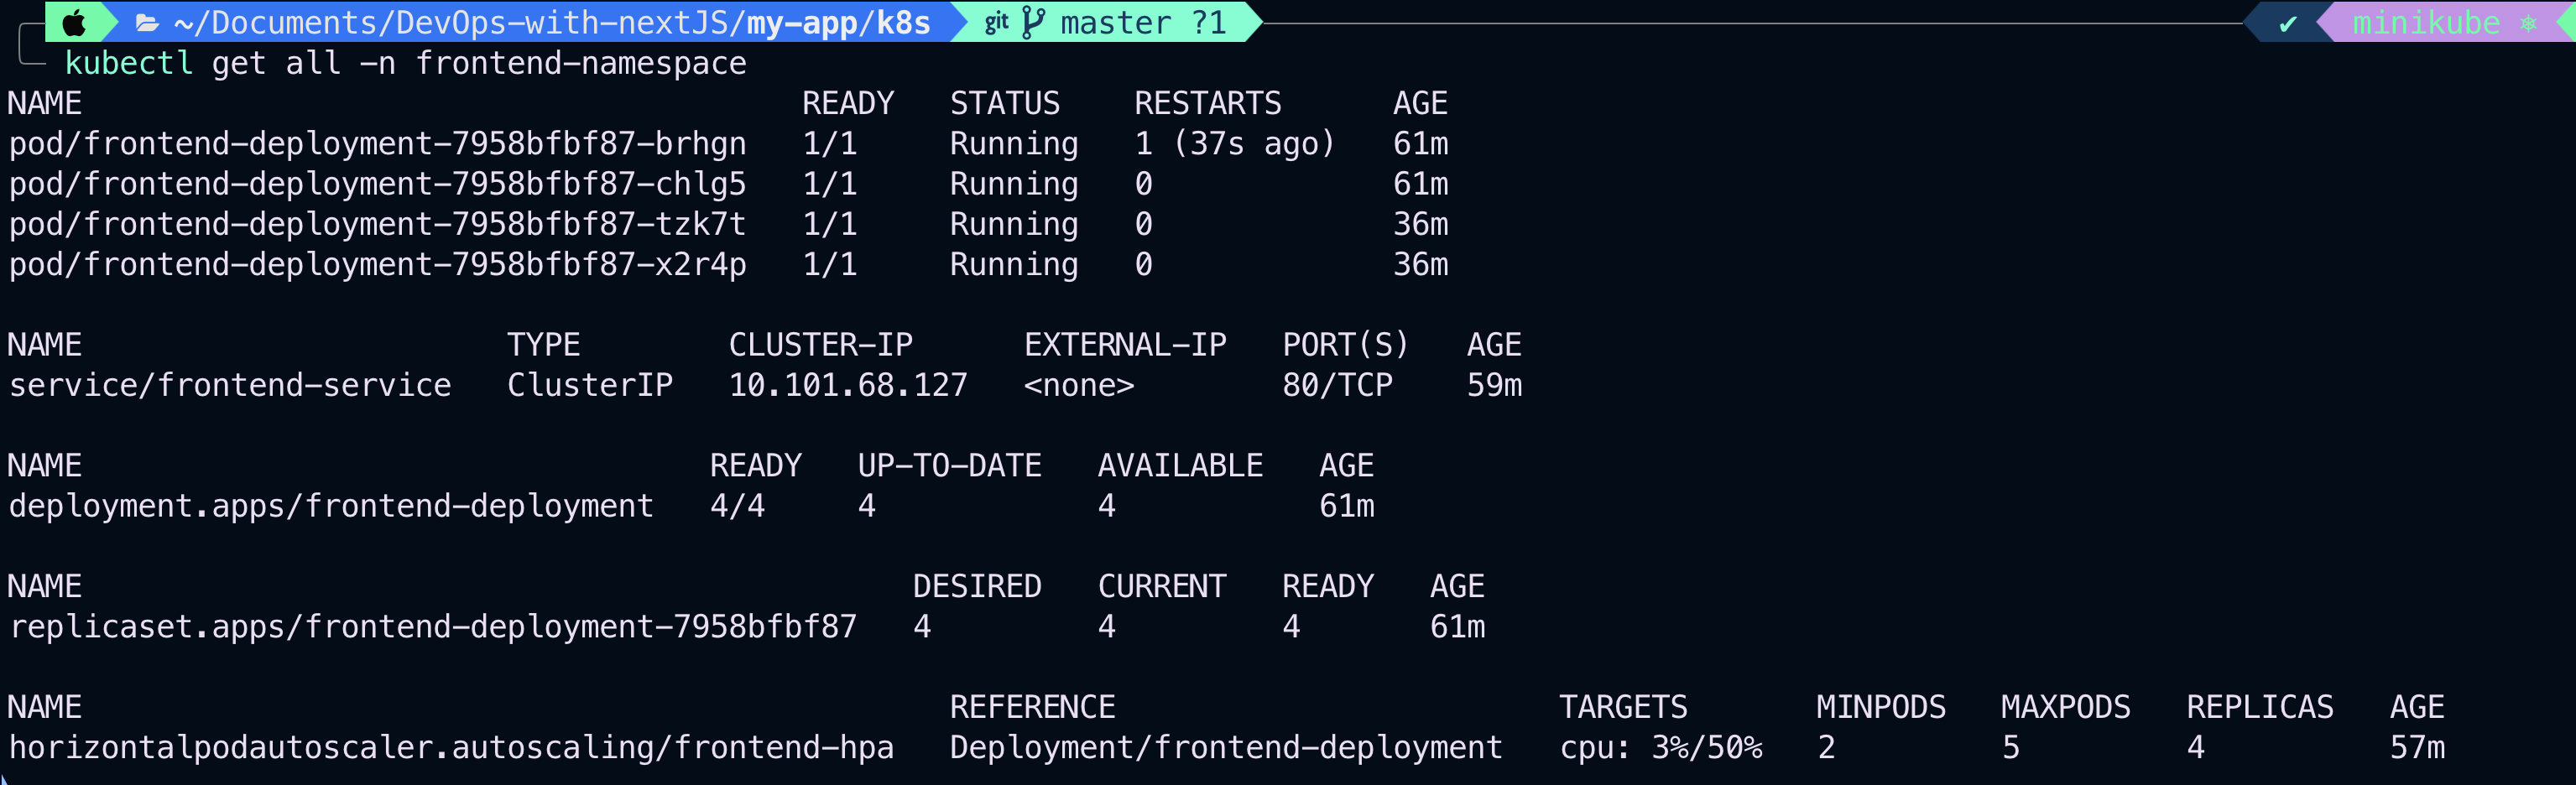 ~/Documents/DevOps-with-nextJS/my-app/k8s git master ?1 ✔ minikube
kubectl get all -n frontend-namespace
NAME READY STATUS RESTARTS AGE
pod/frontend-deployment-7958bfbf87-brhgn 1/1 Running 1 (37s ago) 61m
pod/frontend-deployment-7958bfbf87-chlg5 1/1 Running 0 61m
pod/frontend-deployment-7958bfbf87-tzk7t 1/1 Running 0 36m
pod/frontend-deployment-7958bfbf87-x2r4p 1/1 Running 0 36m
NAME TYPE CLUSTER-IP EXTERNAL-IP PORT(S) AGE
service/frontend-service ClusterIP 10.101.68.127 <none> 80/TCP 59m
NAME READY UP-TO-DATE AVAILABLE AGE
deployment.apps/frontend-deployment 4/4 4 4 61m
NAME DESIRED CURRENT READY AGE
replicaset.apps/frontend-deployment-7958bfbf87 4 4 4 61m
NAME REFERENCE TARGETS MINPODS MAXPODS REPLICAS AGE
horizontalpodautoscaler.autoscaling/frontend-hpa Deployment/frontend-deployment cpu: 3%/50% 2 5 4 57m